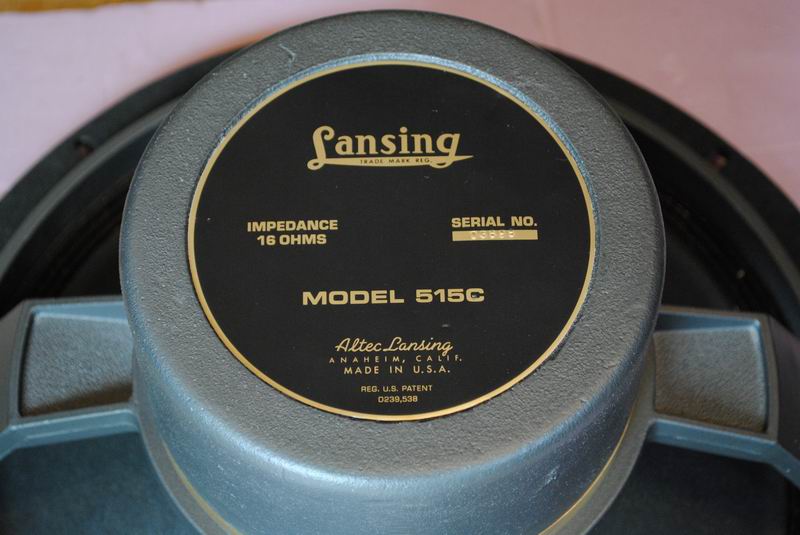 Lansing
TRADE MARK REG.
IMPEDANCE
16 OHMS
SERIAL NO.
MODEL 515C
Altec Lansing
ANAHEIM, CALIF.
MADE IN U.S.A.
REG. U.S. PATENT
D239,538